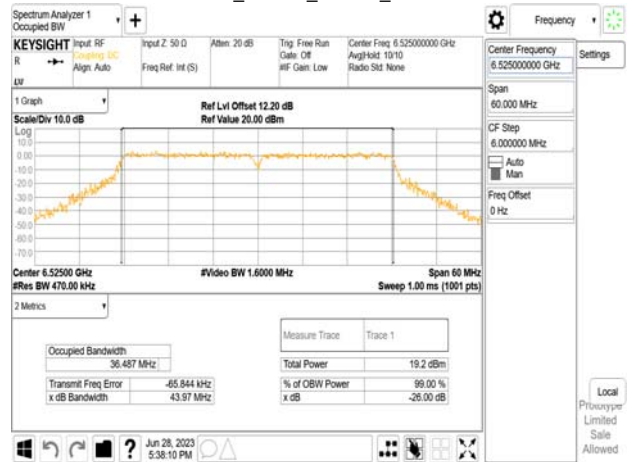 Spectrum Analyzer 1
Occupied BW
Frequency
KEYSIGHT
Input: RF
Coupling: DC
Align: Auto
Input Z: 50 Ω
Freq Ref: Int (S)
Atten: 20 dB
Trig: Free Run
Gate: Off
#IF Gain: Low
Center Freq: 6.525000000 GHz
Avg|Hold: 10/10
Radio Std: None
R
LXI
Center Frequency
6.525000000 GHz
Settings
Span
60.000 MHz
CF Step
6.000000 MHz
Auto
Man
Freq Offset
0 Hz
1 Graph
Scale/Div 10.0 dB
Ref Lvl Offset 12.20 dB
Ref Value 20.00 dBm
Log
10.0
0.00
-10.0
-20.0
-30.0
-40.0
-50.0
-60.0
-70.0
Center 6.52500 GHz
#Res BW 470.00 kHz
#Video BW 1.6000 MHz
Span 60 MHz
Sweep 1.00 ms (1001 pts)
2 Metrics
Measure Trace
Trace 1
Occupied Bandwidth
36.487 MHz
Total Power
19.2 dBm
Transmit Freq Error
-65.844 kHz
% of OBW Power
99.00 %
x dB Bandwidth
43.97 MHz
x dB
-26.00 dB
Local
Prototype
Limited
Sale
Allowed
?
Jun 28, 2023
5:38:10 PM